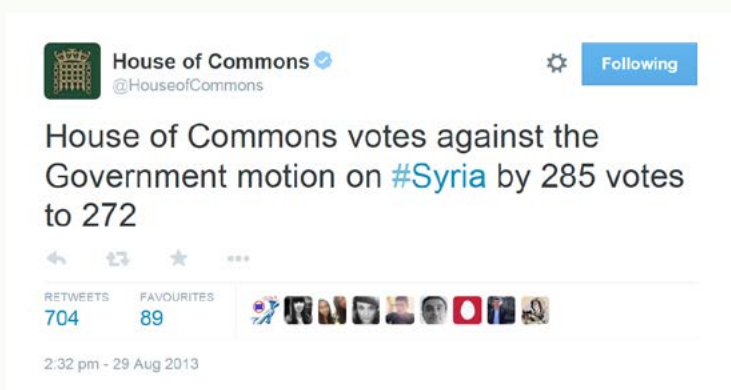 House of Commons
@HouseofCommons
Following
House of Commons votes against the
Government motion on #Syria by 285 votes
to 272
RETWEETS FAVOURITES
704 89
2:32 pm - 29 Aug 2013